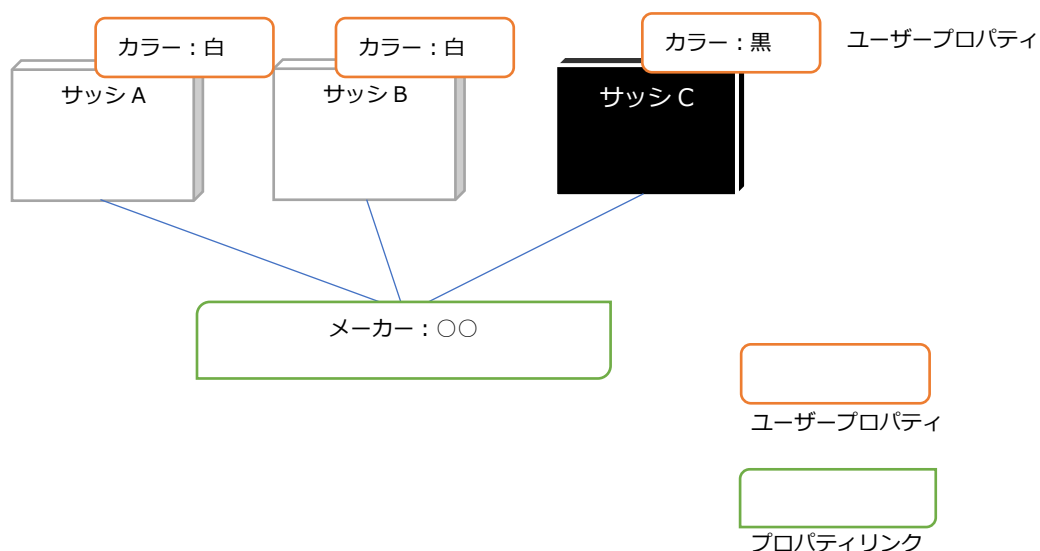 カラー：白
カラー：白
カラー：黒
ユーザープロパティ
サッシ A
サッシ B
サッシ C
メーカー：○○
ユーザープロパティ
プロパティリンク